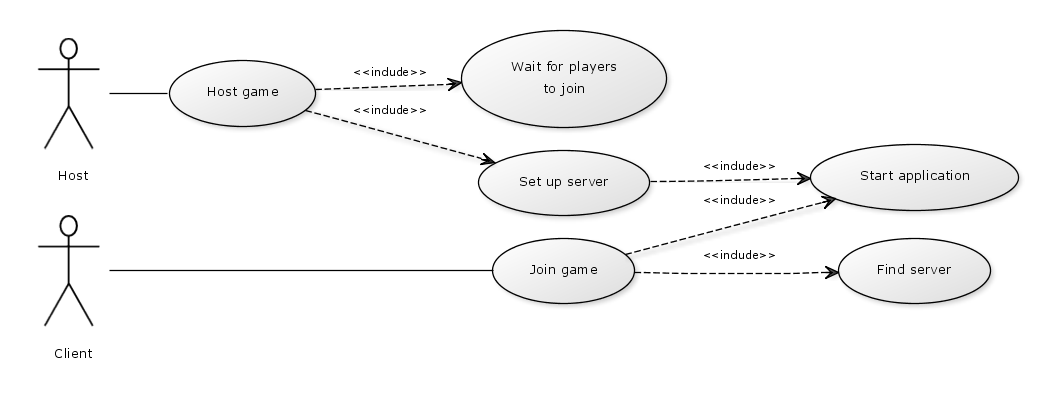 <<include>>
Wait for players
to join
Host game
<<include>>
Host
Set up server
<<include>>
Start application
<<include>>
Join game
<<include>>
Find server
Client